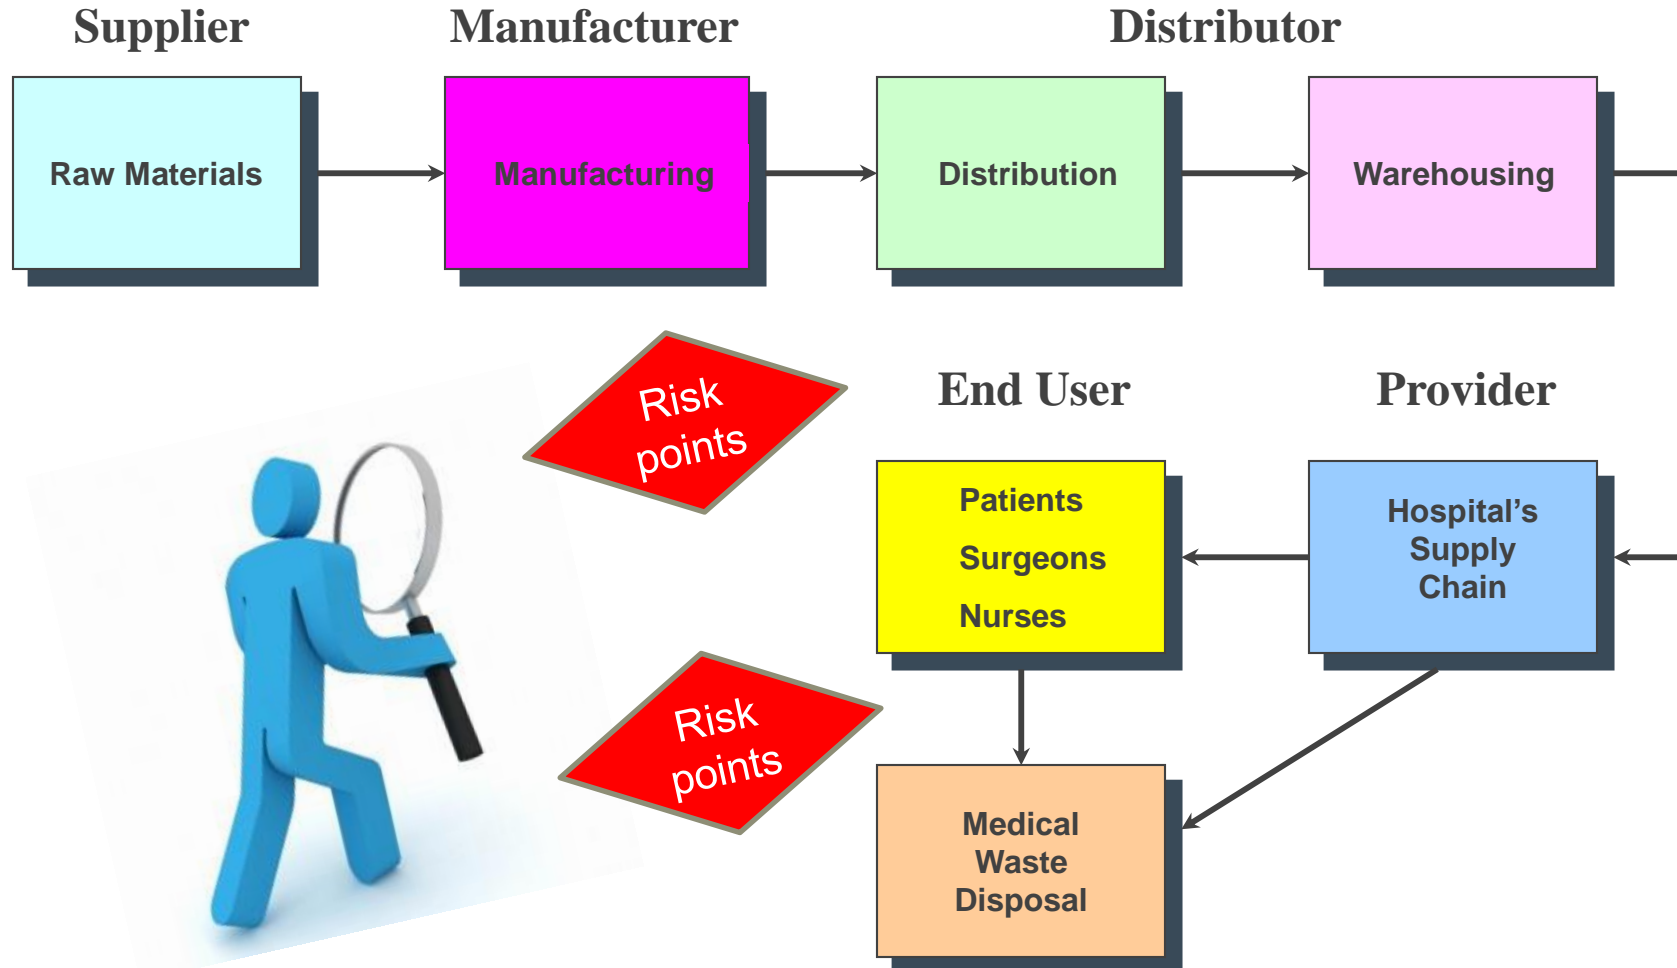 Supplier
Manufacturer
Distributor
Raw Materials
Manufacturing
Distribution
Warehousing
Risk
points
End User
Provider
Patients
Surgeons
Nurses
Hospital’s
Supply
Chain
Risk
points
Medical
Waste
Disposal